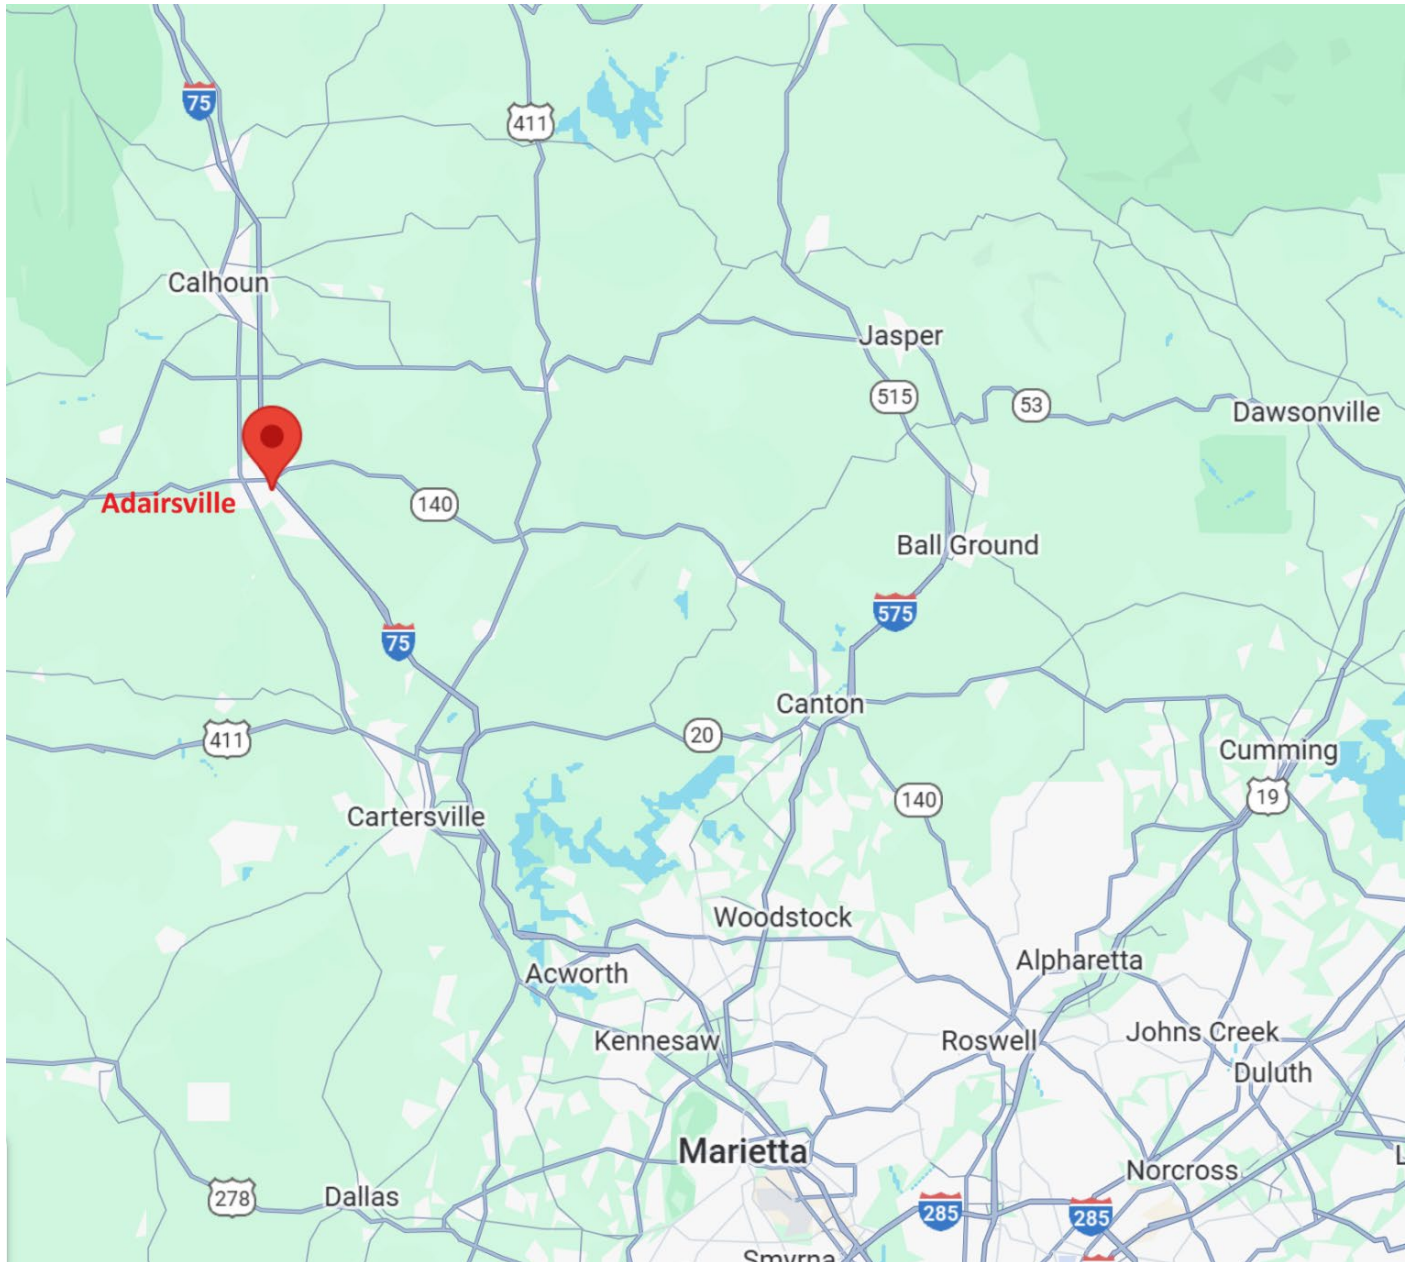 75
411
Calhoun
Jasper
515
53
Dawsonville
Adairsville
140
Ball Ground
575
75
Canton
20
411
Cumming
19
140
Cartersville
Woodstock
Alpharetta
Acworth
Johns Creek
Kennesaw
Roswell
Duluth
Marietta
Norcross
L
278
Dallas
285
285
Smyrna